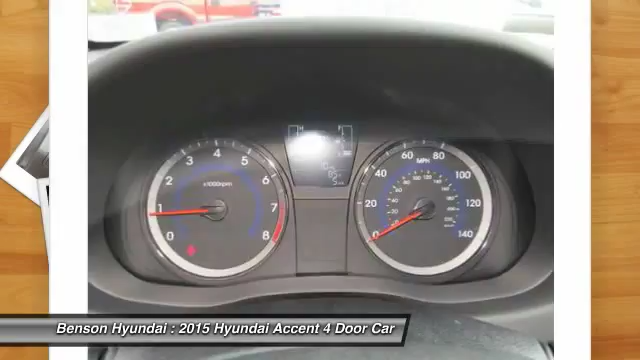 H F
3 4 5
2 x1000rpm 6
1 7
0 8
60 80
MPH
40 100
20 120
0 140
Benson Hyundai : 2015 Hyundai Accent 4 Door Car